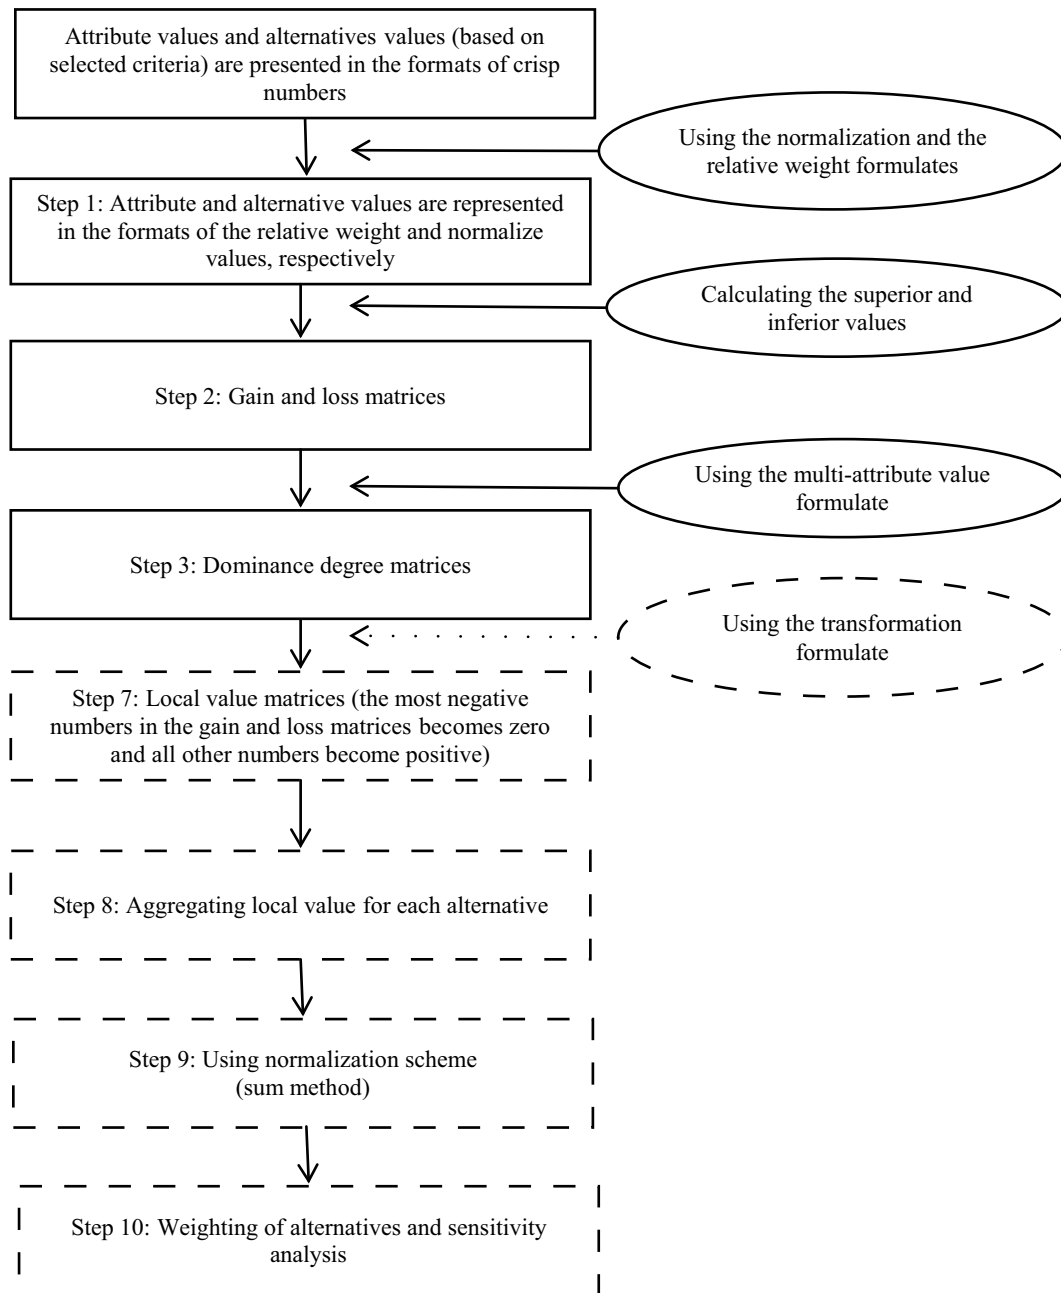 Attribute values and alternatives values (based on
selected criteria) are presented in the formats of crisp
numbers
Using the normalization and the
relative weight formulates
Step 1: Attribute and alternative values are represented
in the formats of the relative weight and normalize
values, respectively
Calculating the superior and
inferior values
Step 2: Gain and loss matrices
Using the multi-attribute value
formulate
Step 3: Dominance degree matrices
Using the transformation
formulate
Step 7: Local value matrices (the most negative
numbers in the gain and loss matrices becomes zero
and all other numbers become positive)
Step 8: Aggregating local value for each alternative
Step 9: Using normalization scheme
(sum method)
Step 10: Weighting of alternatives and sensitivity
analysis